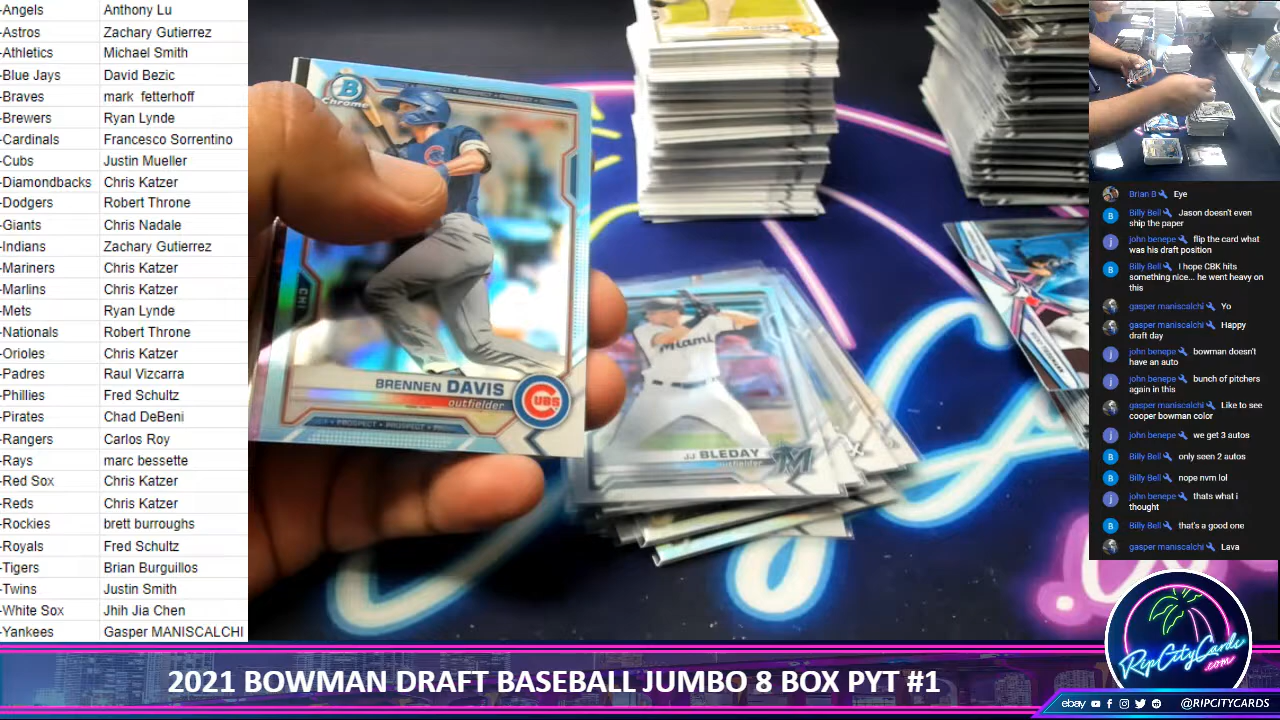 -Angels Anthony Lu
-Astros Zachary Gutierrez
-Athletics Michael Smith
-Blue Jays David Bezic
-Braves mark fetterhoff
-Brewers Ryan Lynde
-Cardinals Francesco Sorrentino
-Cubs Justin Mueller
-Diamondbacks Chris Katzer
-Dodgers Robert Throne
-Giants Chris Nadale
-Indians Zachary Gutierrez
-Mariners Chris Katzer
-Marlins Chris Katzer
-Mets Ryan Lynde
-Nationals Robert Throne
-Orioles Chris Katzer
-Padres Raul Vizcarra
-Phillies Fred Schultz
-Pirates Chad DeBeni
-Rangers Carlos Roy
-Rays marc bessette
-Red Sox Chris Katzer
-Reds Chris Katzer
-Rockies brett burroughs
-Royals Fred Schultz
-Tigers Brian Burguillos
-Twins Justin Smith
-White Sox Jhih Jia Chen
-Yankees Gasper MANISCALCHI
B
Chrome
BRENNEN DAVIS
outfielder
CUBS
PROSPECT • PROSPECT
Miami
JJ BLEDAY
outfielder
M
Brian B Eye
Billy Bell Jason doesn't even
ship the paper
john benepe flip the card what
was his draft position
Billy Bell I hope CBK hits
something nice... he went heavy on
this
gasper maniscalchi Yo
gasper maniscalchi Happy
draft day
john benepe bowman doesn't
have an auto
john benepe bunch of pitchers
again in this
gasper maniscalchi Like to see
cooper bowman color
john benepe we get 3 autos
Billy Bell only seen 2 autos
Billy Bell nope nvm lol
john benepe thats what i
thought
Billy Bell that's a good one
gasper maniscalchi Lava
RipCityCards
.com
2021 BOWMAN DRAFT BASEBALL JUMBO 8 BOX PYT #1
ebay @RIPCITYCARDS